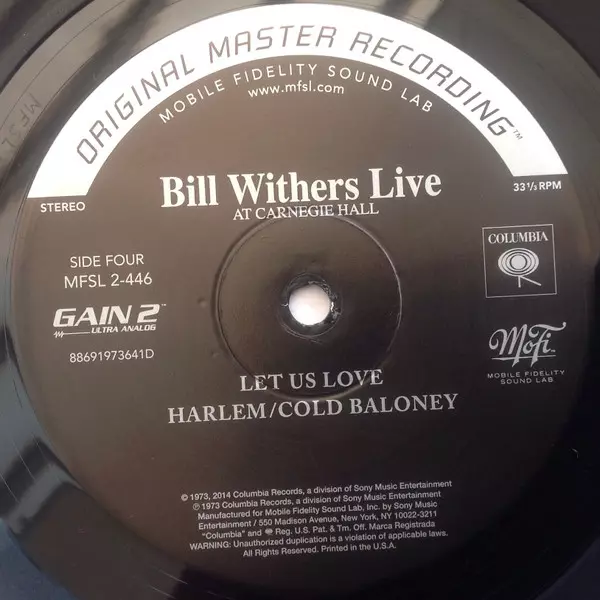 ORIGINAL MASTER RECORDING™
MOBILE FIDELITY SOUND LAB
www.mfsl.com
MFSL
STEREO
33 1/3 RPM
Bill Withers Live
AT CARNEGIE HALL
SIDE FOUR
MFSL 2-446
COLUMBIA
GAIN 2™
ULTRA ANALOG
88691973641D
MoFi
MOBILE FIDELITY
SOUND LAB
LET US LOVE
HARLEM/COLD BALONEY
© 1973, 2014 Columbia Records, a division of Sony Music Entertainment
℗ 1973 Columbia Records, a division of Sony Music Entertainment
Manufactured for Mobile Fidelity Sound Lab, Inc. by Sony Music
Entertainment / 550 Madison Avenue, New York, NY 10022-3211
"Columbia" and Reg. U.S. Pat. & Tm. Off. Marca Registrada
WARNING: Unauthorized duplication is a violation of applicable laws.
All Rights Reserved. Printed in the U.S.A.